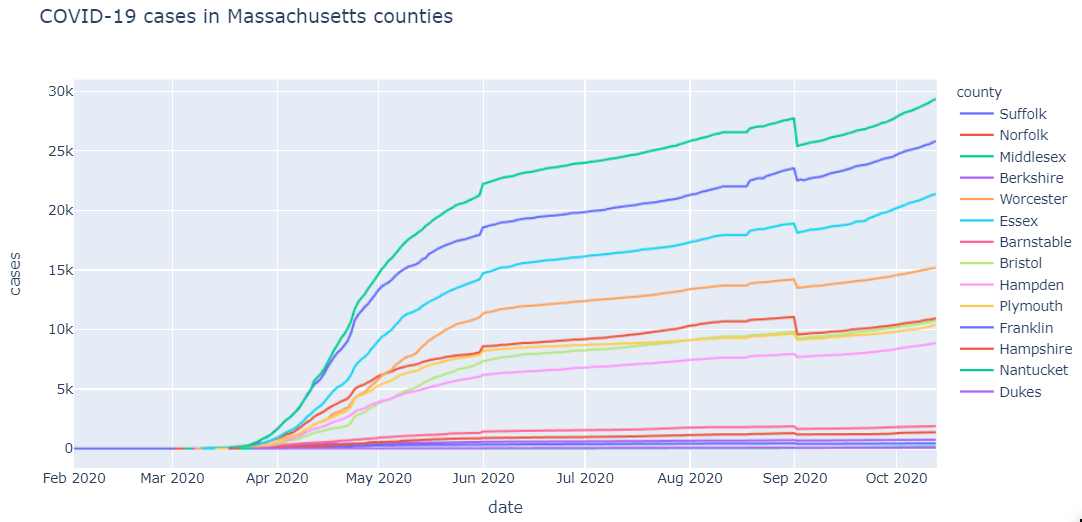 COVID-19 cases in Massachusetts counties
30k
25k
20k
15k
10k
5k
0
cases
Feb 2020 Mar 2020 Apr 2020 May 2020 Jun 2020 Jul 2020 Aug 2020 Sep 2020 Oct 2020
date
county
Suffolk
Norfolk
Middlesex
Berkshire
Worcester
Essex
Barnstable
Bristol
Hampden
Plymouth
Franklin
Hampshire
Nantucket
Dukes